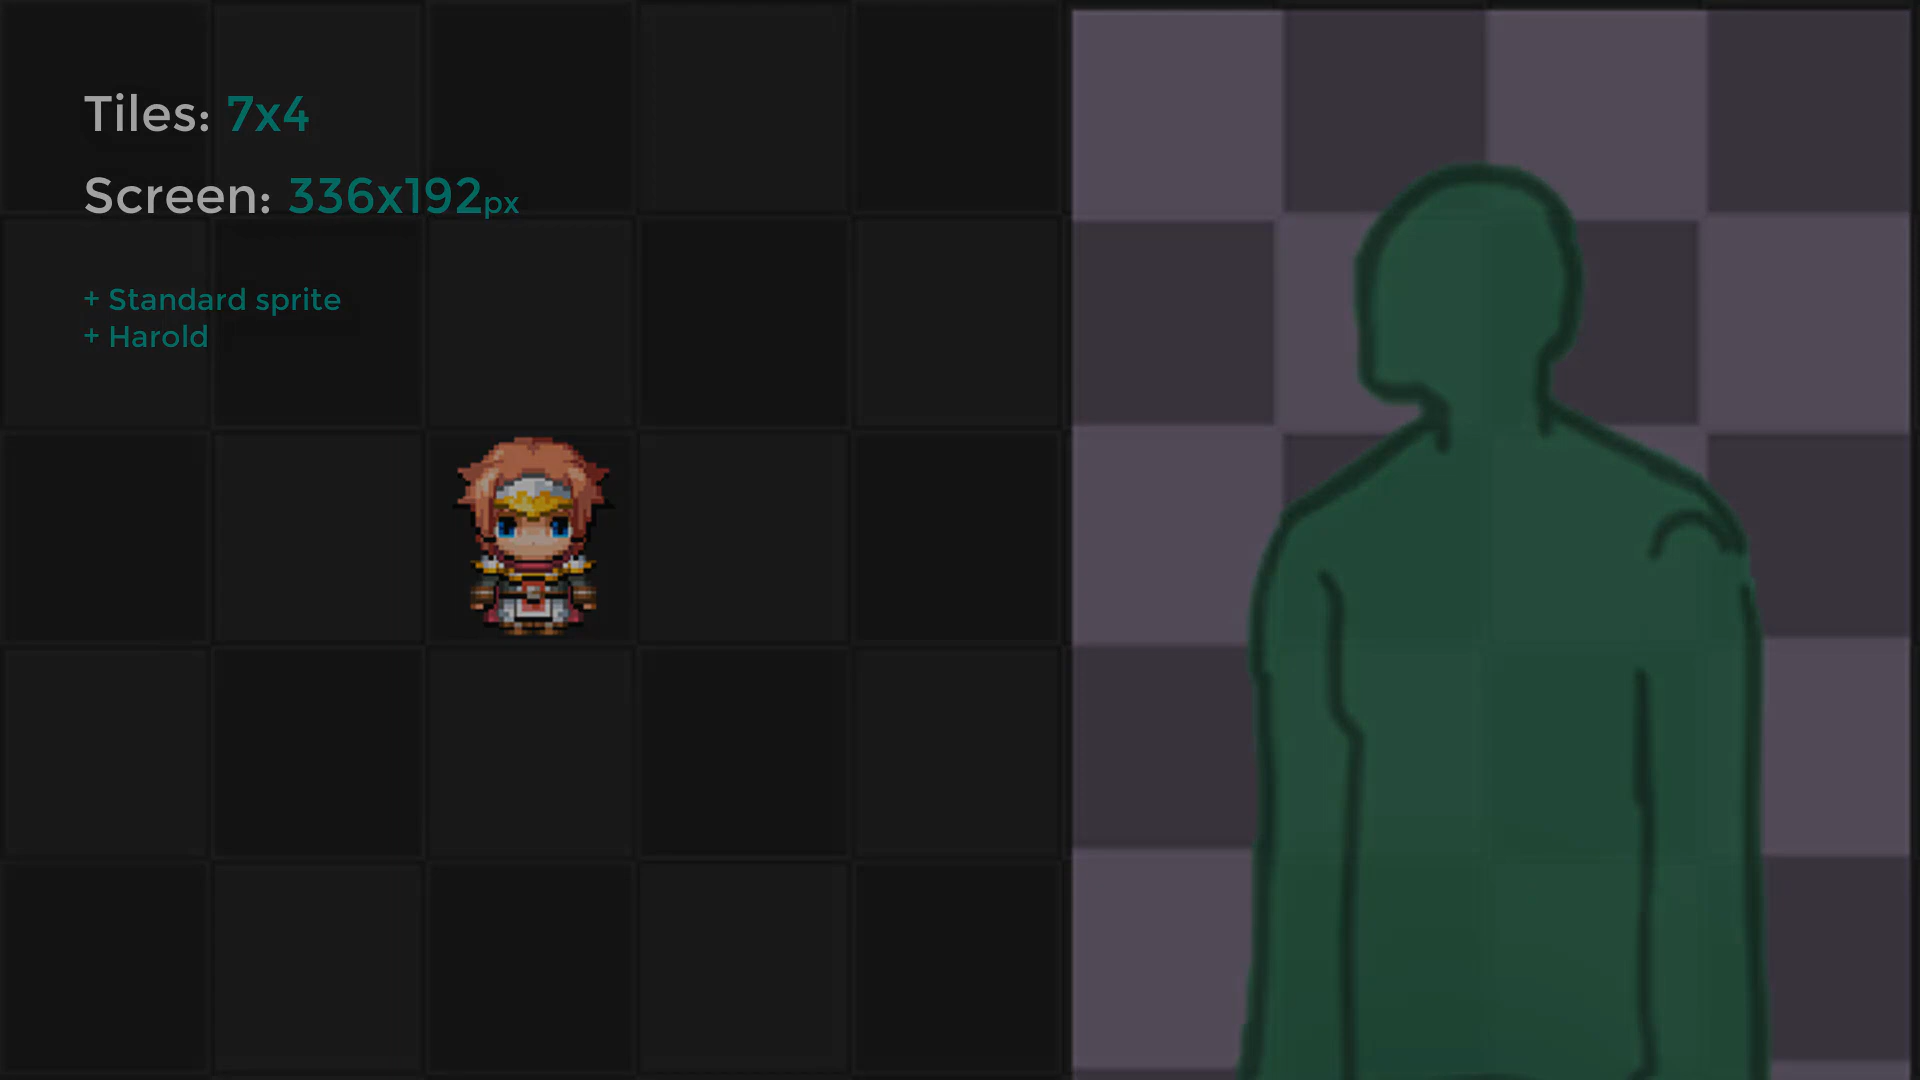 Tiles: 7x4
Screen: 336x192px
+ Standard sprite
+ Harold